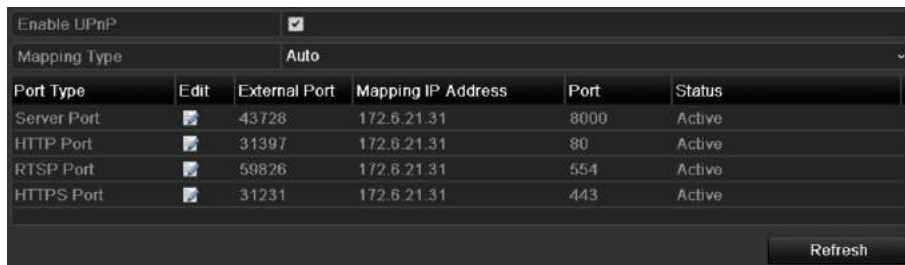 Enable UPnP
Mapping Type Auto
Port Type Edit External Port Mapping IP Address Port Status
Server Port 43728 172.6.21.31 8000 Active
HTTP Port 31397 172.6.21.31 80 Active
RTSP Port 59826 172.6.21.31 554 Active
HTTPS Port 31231 172.6.21.31 443 Active
Refresh